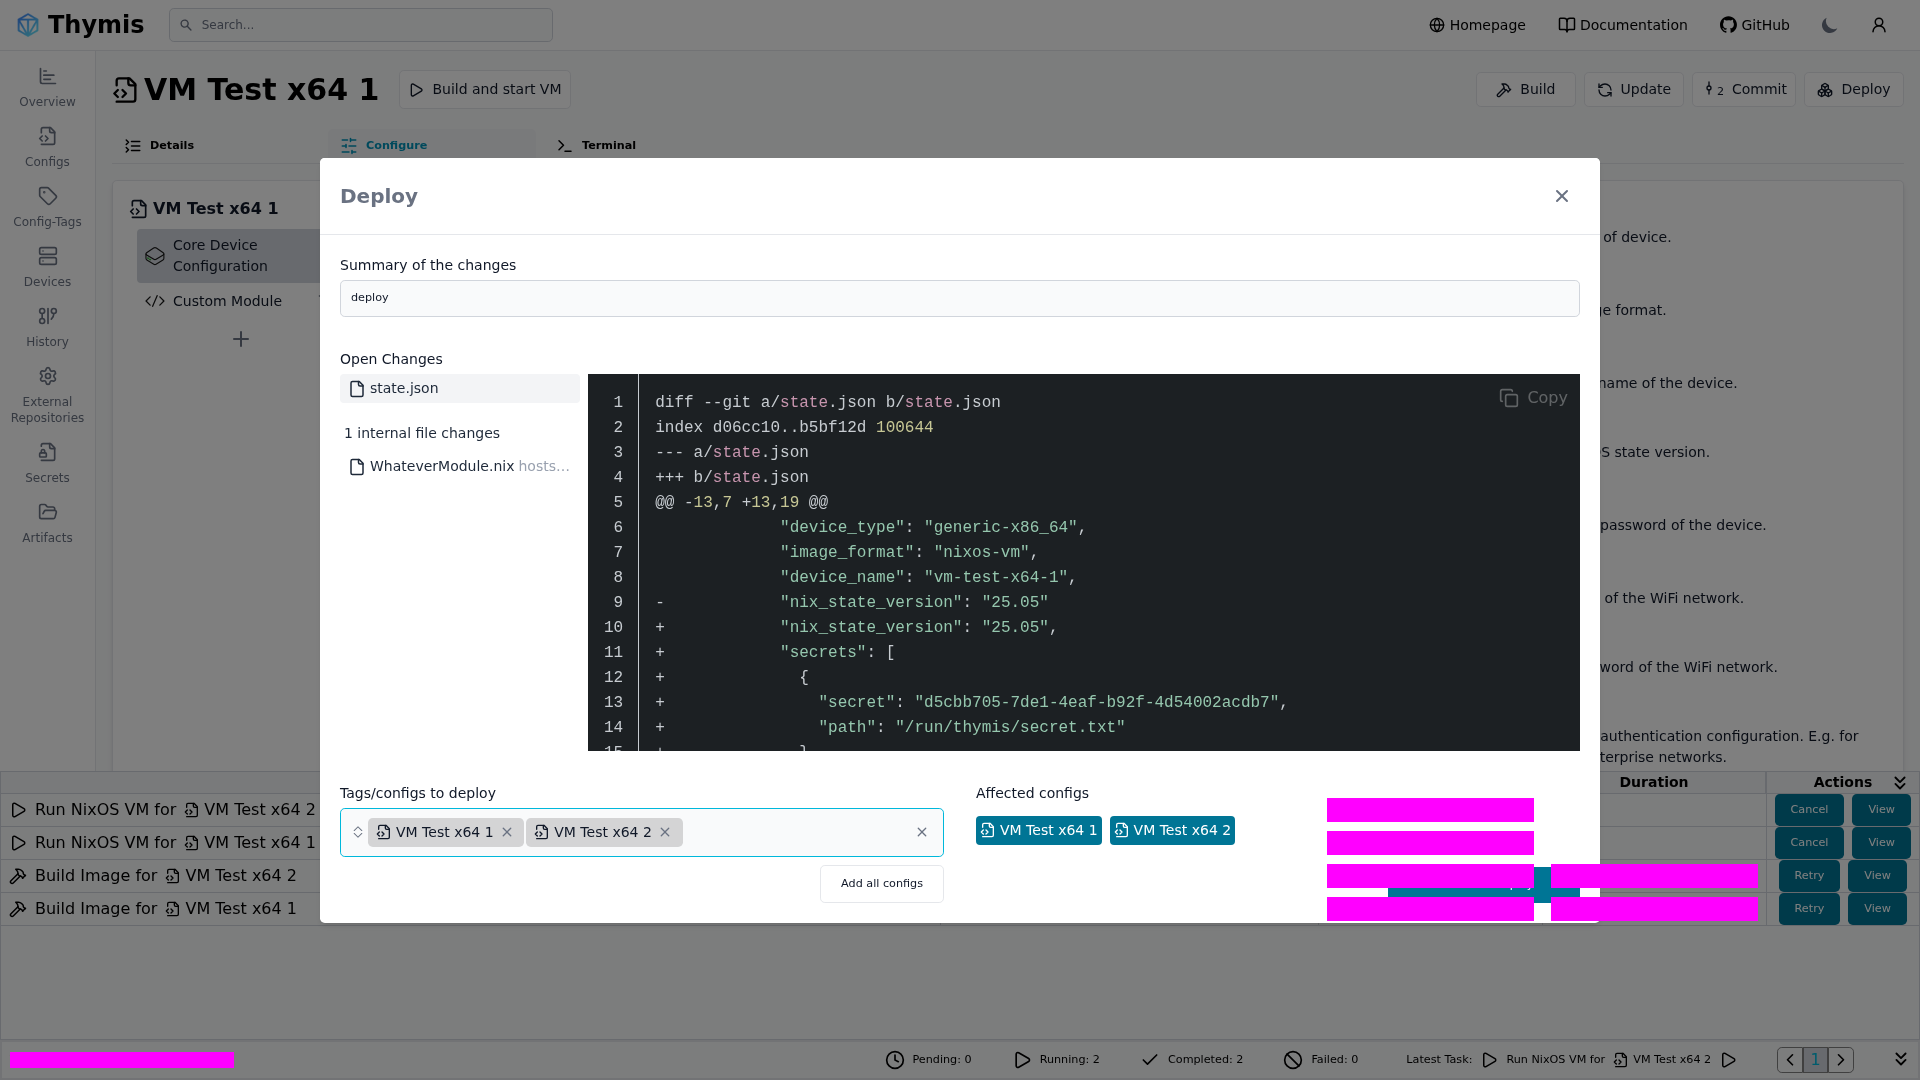 Thymis
Search...
Homepage
Documentation
GitHub
Overview
Configs
Config-Tags
Devices
History
External
Repositories
Secrets
Artifacts
VM Test x64 1
Build and start VM
Build
Update
2 Commit
Deploy
Details
Configure
Terminal
VM Test x64 1
Core Device
Configuration
Custom Module
of device.
format.
name of the device.
state version.
password of the device.
of the WiFi network.
of the WiFi network.
authentication configuration. E.g. for
networks.
Deploy
Summary of the changes
deploy
Open Changes
state.json
1 internal file changes
WhateverModule.nix hosts...
Copy
1 diff --git a/state.json b/state.json
2 index d06cc10..b5bf12d 100644
3 --- a/state.json
4 +++ b/state.json
5 @@ -13,7 +13,19 @@
6 "device_type": "generic-x86_64",
7 "image_format": "nixos-vm",
8 "device_name": "vm-test-x64-1",
9 - "nix_state_version": "25.05"
10 + "nix_state_version": "25.05",
11 + "secrets": [
12 + {
13 + "secret": "d5cbb705-7de1-4eaf-b92f-4d54002acdb7",
14 + "path": "/run/thymis/secret.txt"
15 + }
Tags/configs to deploy
VM Test x64 1
VM Test x64 2
Add all configs
Affected configs
VM Test x64 1
VM Test x64 2
Duration
Actions
Run NixOS VM for VM Test x64 2
Cancel
View
Run NixOS VM for VM Test x64 1
Cancel
View
Build Image for VM Test x64 2
Retry
View
Build Image for VM Test x64 1
Retry
View
Pending: 0
Running: 2
Completed: 2
Failed: 0
Latest Task:
Run NixOS VM for
VM Test x64 2
1